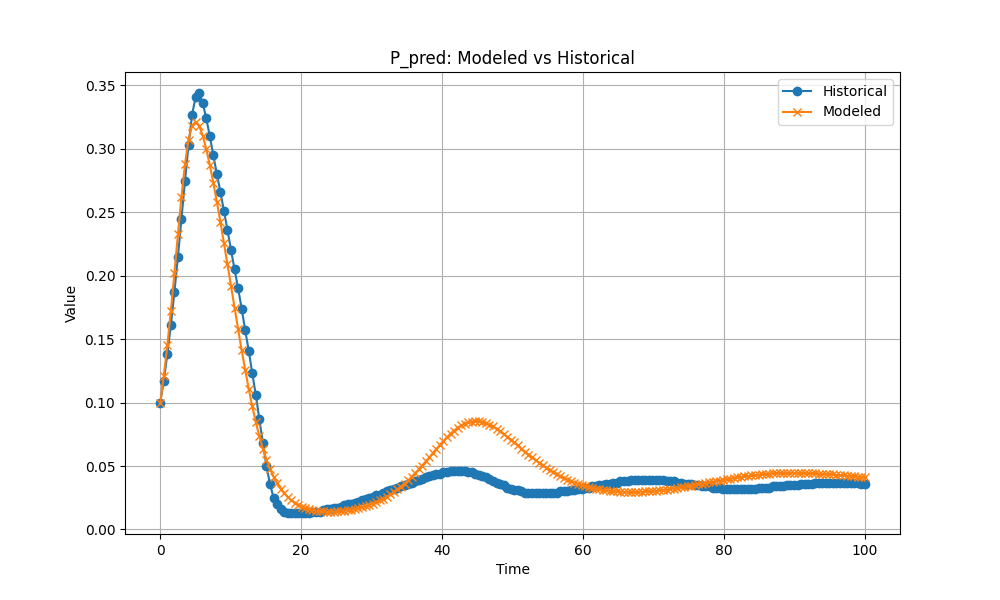 P_pred: Modeled vs Historical
Historical
Modeled
Value
0.35
0.30
0.25
0.20
0.15
0.10
0.05
0.00
0 20 40 60 80 100
Time